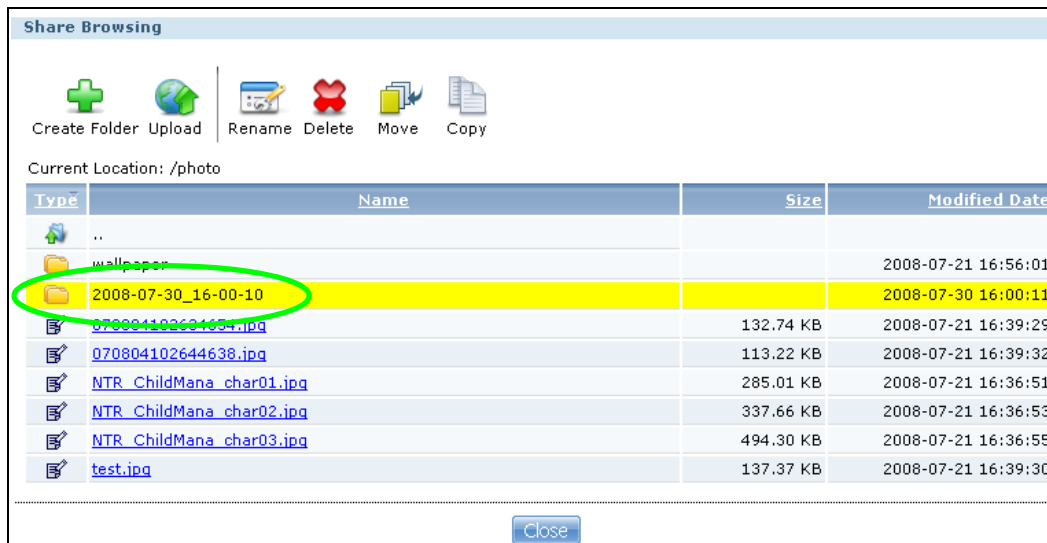 Share Browsing
Create Folder Upload Rename Delete Move Copy
Current Location: /photo
Type Name Size Modified Date
..
wallpaper 2008-07-21 16:56:01
2008-07-30_16-00-10 2008-07-30 16:00:11
070804102634654.jpg 132.74 KB 2008-07-21 16:39:29
070804102644638.jpg 113.22 KB 2008-07-21 16:39:32
NTR_ChildMana_char01.jpg 285.01 KB 2008-07-21 16:36:51
NTR_ChildMana_char02.jpg 337.66 KB 2008-07-21 16:36:53
NTR_ChildMana_char03.jpg 494.30 KB 2008-07-21 16:36:55
test.jpg 137.37 KB 2008-07-21 16:39:30
Close